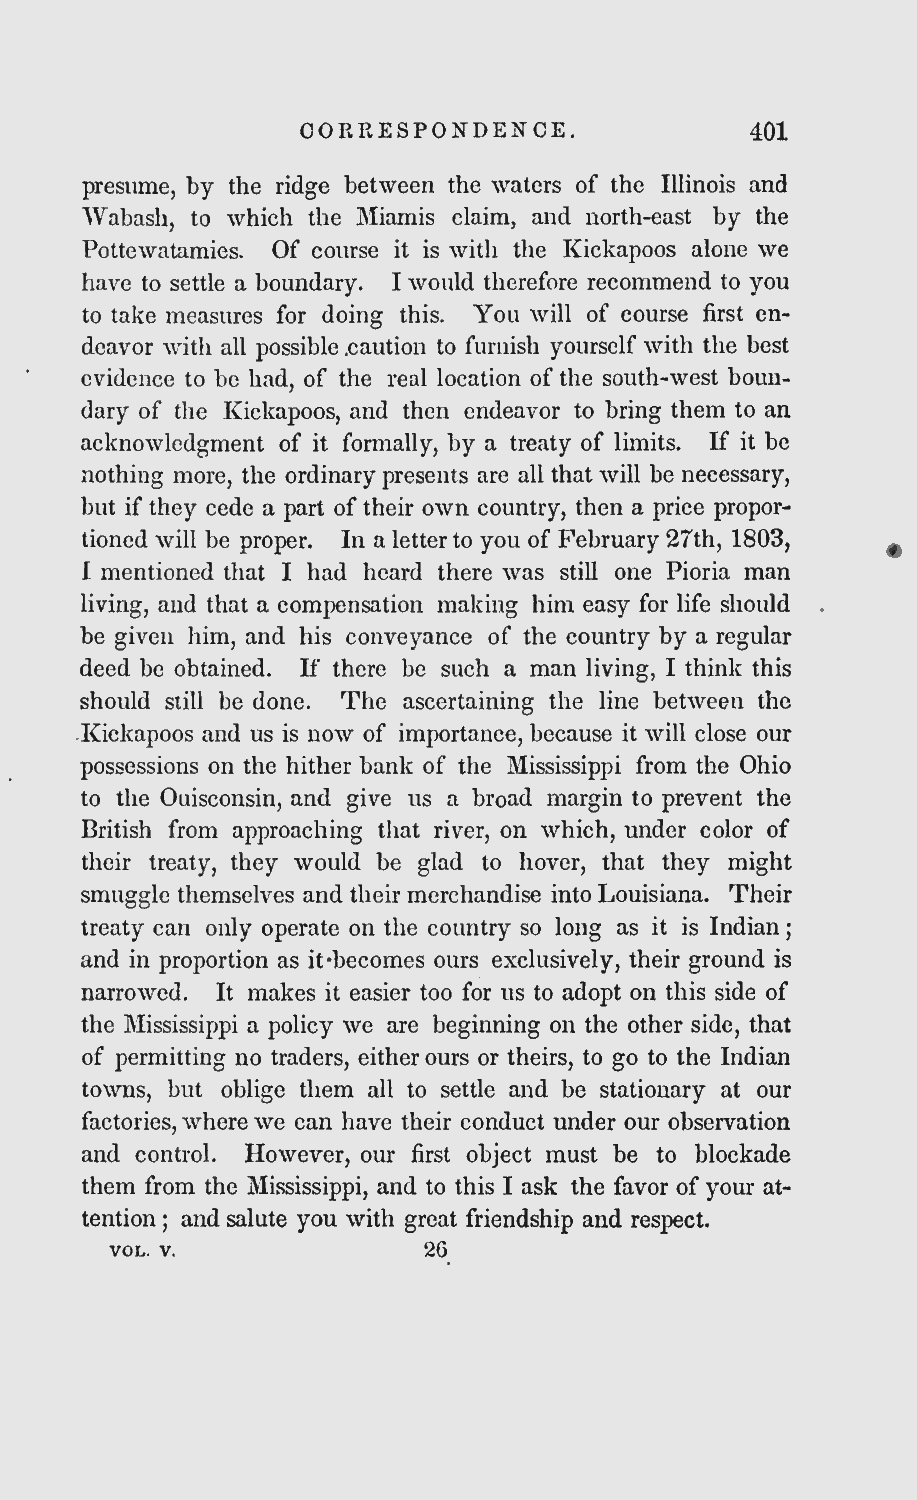 CORRESPONDENCE. 401
presume, by the ridge between the waters of the Illinois and
Wabash, to which the Miamis claim, and north-east by the
Pottewatamies. Of course it is with the Kickapoos alone we
have to settle a boundary. I would therefore recommend to you
to take measures for doing this. You will of course first en-
deavor with all possible caution to furnish yourself with the best
evidence to be had, of the real location of the south-west boun-
dary of the Kickapoos, and then endeavor to bring them to an
acknowledgment of it formally, by a treaty of limits. If it be
nothing more, the ordinary presents are all that will be necessary,
but if they cede a part of their own country, then a price propor-
tioned will be proper. In a letter to you of February 27th, 1803,
I mentioned that I had heard there was still one Pioria man
living, and that a compensation making him easy for life should
be given him, and his conveyance of the country by a regular
deed be obtained. If there be such a man living, I think this
should still be done. The ascertaining the line between the
Kickapoos and us is now of importance, because it will close our
possessions on the hither bank of the Mississippi from the Ohio
to the Ouisconsin, and give us a broad margin to prevent the
British from approaching that river, on which, under color of
their treaty, they would be glad to hover, that they might
smuggle themselves and their merchandise into Louisiana. Their
treaty can only operate on the country so long as it is Indian;
and in proportion as it becomes ours exclusively, their ground is
narrowed. It makes it easier too for us to adopt on this side of
the Mississippi a policy we are beginning on the other side, that
of permitting no traders, either ours or theirs, to go to the Indian
towns, but oblige them all to settle and be stationary at our
factories, where we can have their conduct under our observation
and control. However, our first object must be to blockade
them from the Mississippi, and to this I ask the favor of your at-
tention; and salute you with great friendship and respect.
VOL. V. 26